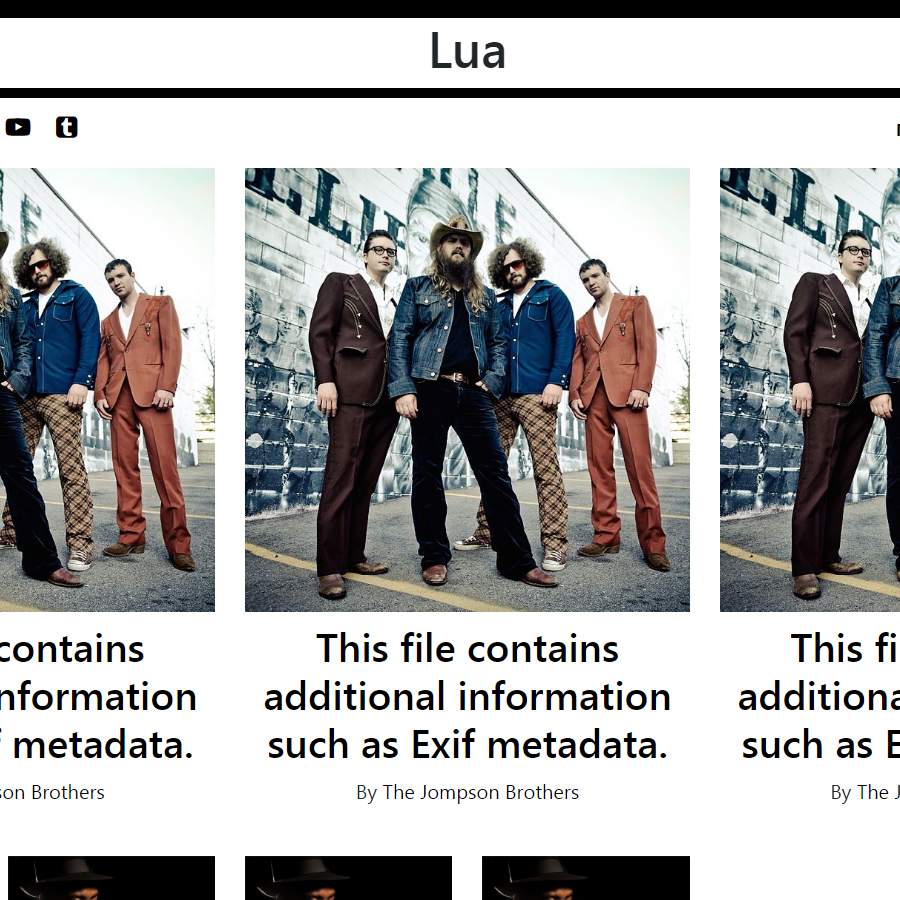 Lua
contains
nformation
metadata.
son Brothers
This file contains
additional information
such as Exif metadata.
By The Jompson Brothers
This fi
additiona
such as E
By The J